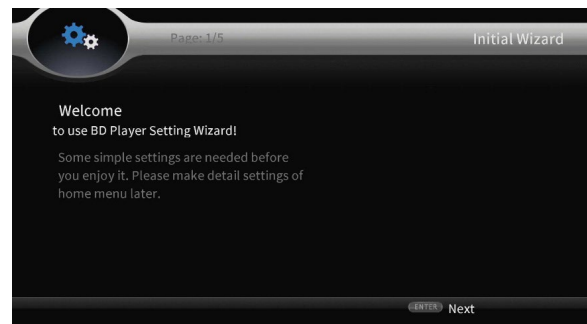 Page: 1/5
Initial Wizard
Welcome
to use BD Player Setting Wizard!
Some simple settings are needed before
you enjoy it. Please make detail settings of
home menu later.
ENTER Next